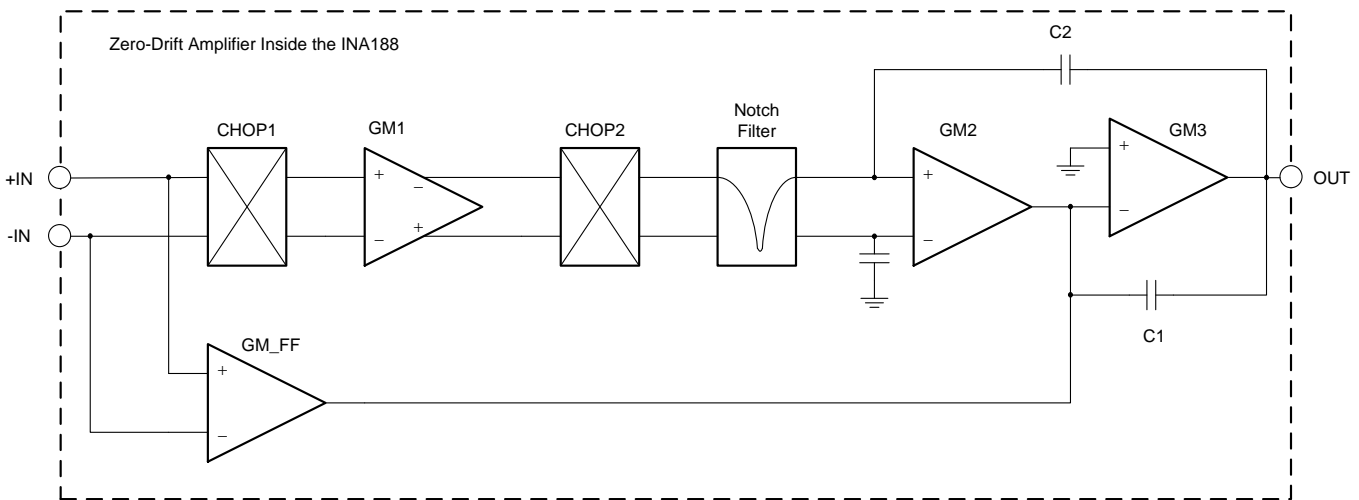 Zero-Drift Amplifier Inside the INA188
C2
CHOP1
GM1
CHOP2
Notch
Filter
GM2
GM3
+IN
-IN
+
−
−
+
+
−
+
−
OUT
C1
GM_FF
+
−